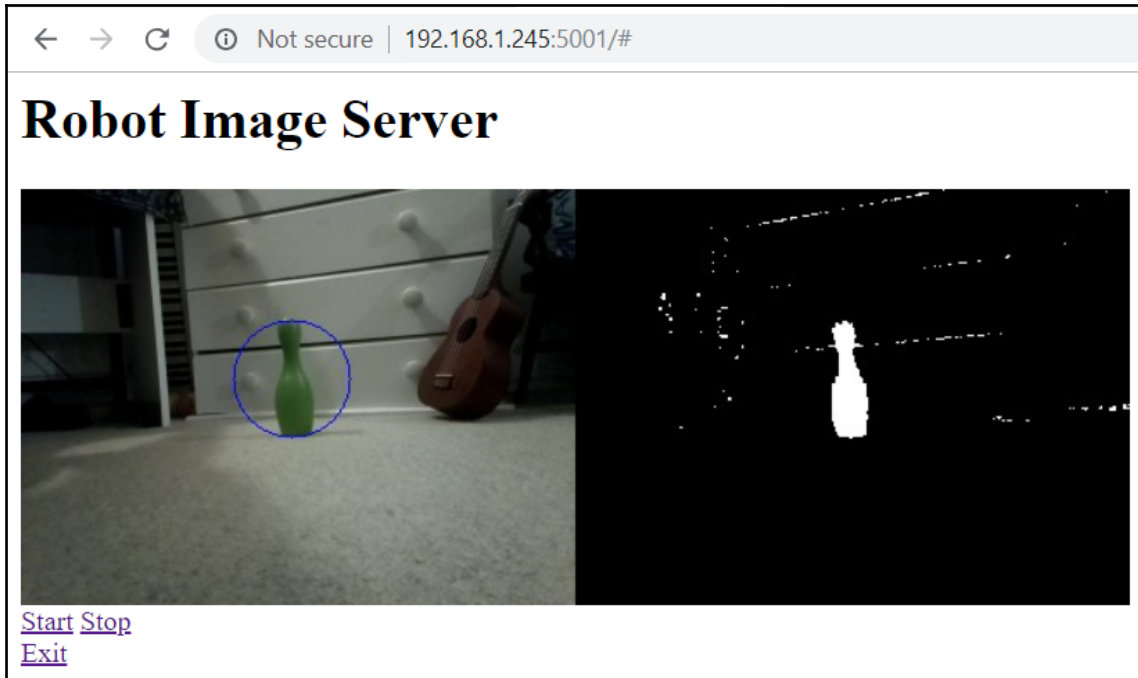 Not secure | 192.168.1.245:5001/#
Robot Image Server
Start Stop
Exit